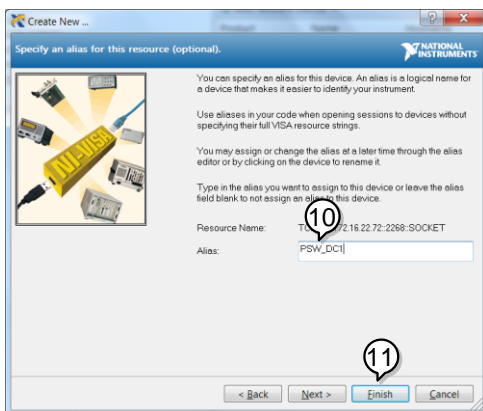 Create New ...
Specify an alias for this resource (optional).
NATIONAL
INSTRUMENTS
You can specify an alias for this device. An alias is a logical name for
a device that makes it easier to identify your instrument.
Use aliases in your code when opening sessions to devices without
specifying their full VISA resource strings.
You may assign or change the alias at a later time through the alias
editor or by clicking on the device to rename it.
Type in the alias you want to assign to this device or leave the alias
field blank to not assign an alias to this device.
NI-VISA
10
Resource Name: 72.16.22.72::2268::SOCKET
Alias: PSW_DC1
11
< Back Next > Finish Cancel